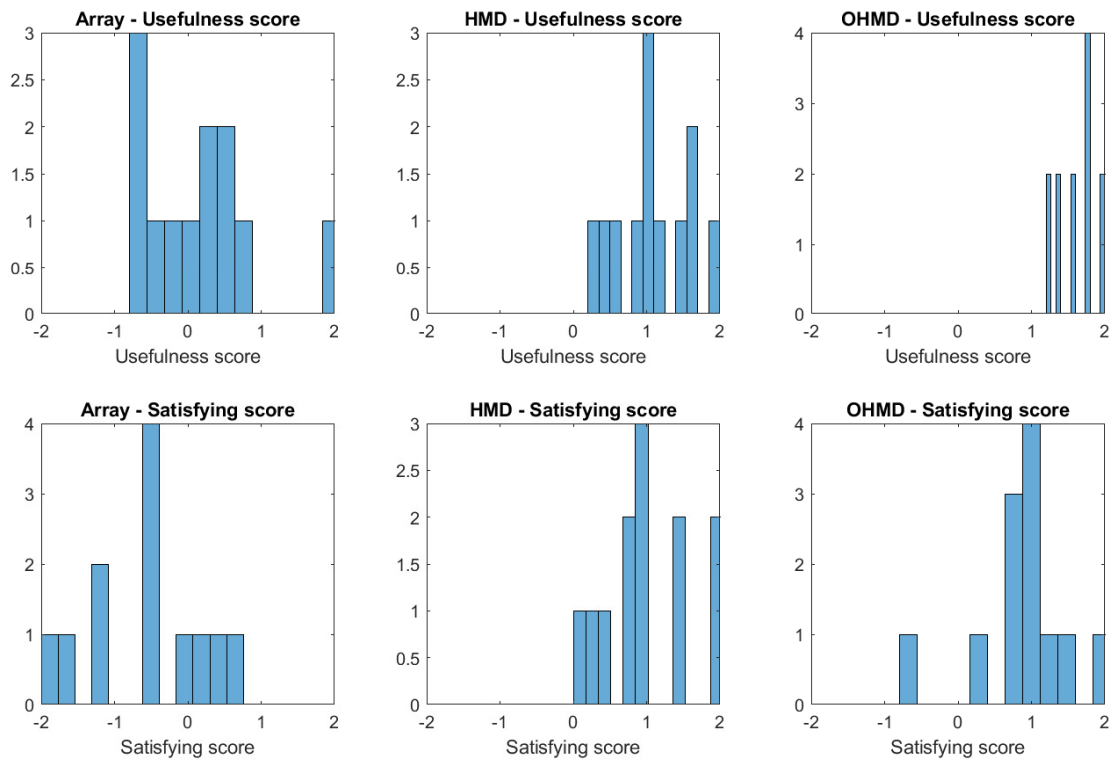 Array - Usefulness score
3
2.5
2
1.5
1
0.5
0
-2 -1 0 1 2
Usefulness score
HMD - Usefulness score
3
2.5
2
1.5
1
0.5
0
-2 -1 0 1 2
Usefulness score
OHMD - Usefulness score
4
3
2
1
0
-2 -1 0 1 2
Usefulness score
Array - Satisfying score
4
3
2
1
0
-2 -1 0 1 2
Satisfying score
HMD - Satisfying score
3
2.5
2
1.5
1
0.5
0
-2 -1 0 1 2
Satisfying score
OHMD - Satisfying score
4
3
2
1
0
-2 -1 0 1 2
Satisfying score